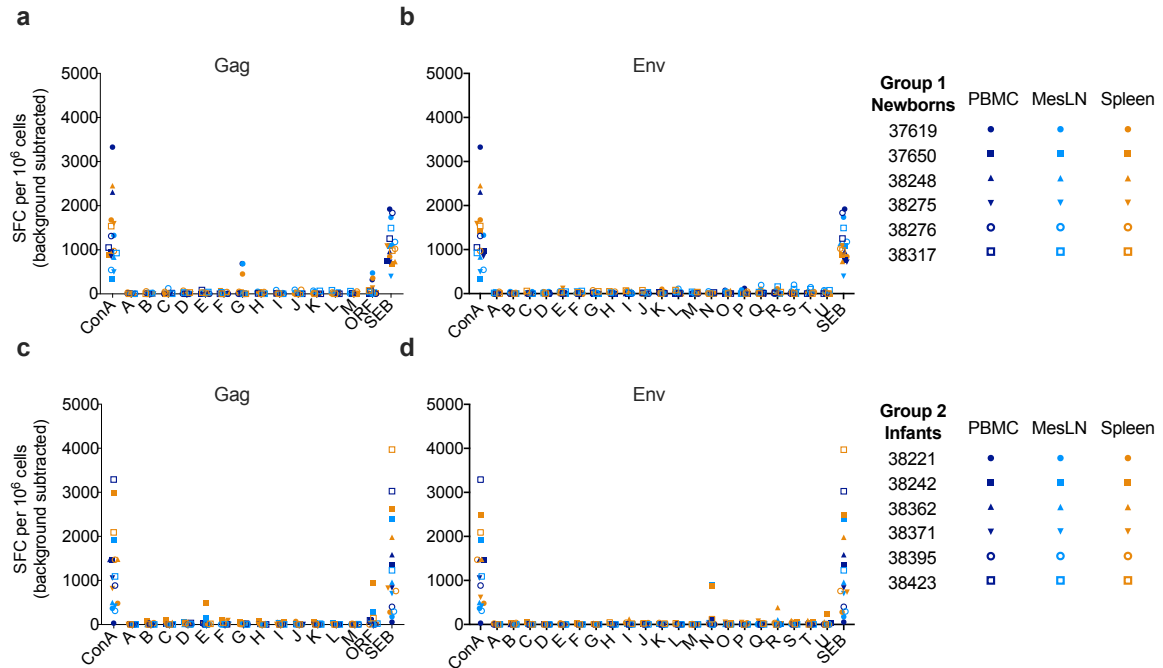 a
b
Gag
Env
SFC per 10⁶ cells
(background subtracted)
5000
4000
3000
2000
1000
0
ConA A B C D E F G H I J K L M ORF SEB
5000
4000
3000
2000
1000
0
ConA A B C D E F G H I J K L M N O P Q R S T U SEB
Group 1
Newborns PBMC MesLN Spleen
37619
37650
38248
38275
38276
38317
c
d
Gag
Env
SFC per 10⁶ cells
(background subtracted)
5000
4000
3000
2000
1000
0
ConA A B C D E F G H I J K L M ORF SEB
5000
4000
3000
2000
1000
0
ConA A B C D E F G H I J K L M N O P Q R S T U SEB
Group 2
Infants PBMC MesLN Spleen
38221
38242
38362
38371
38395
38423